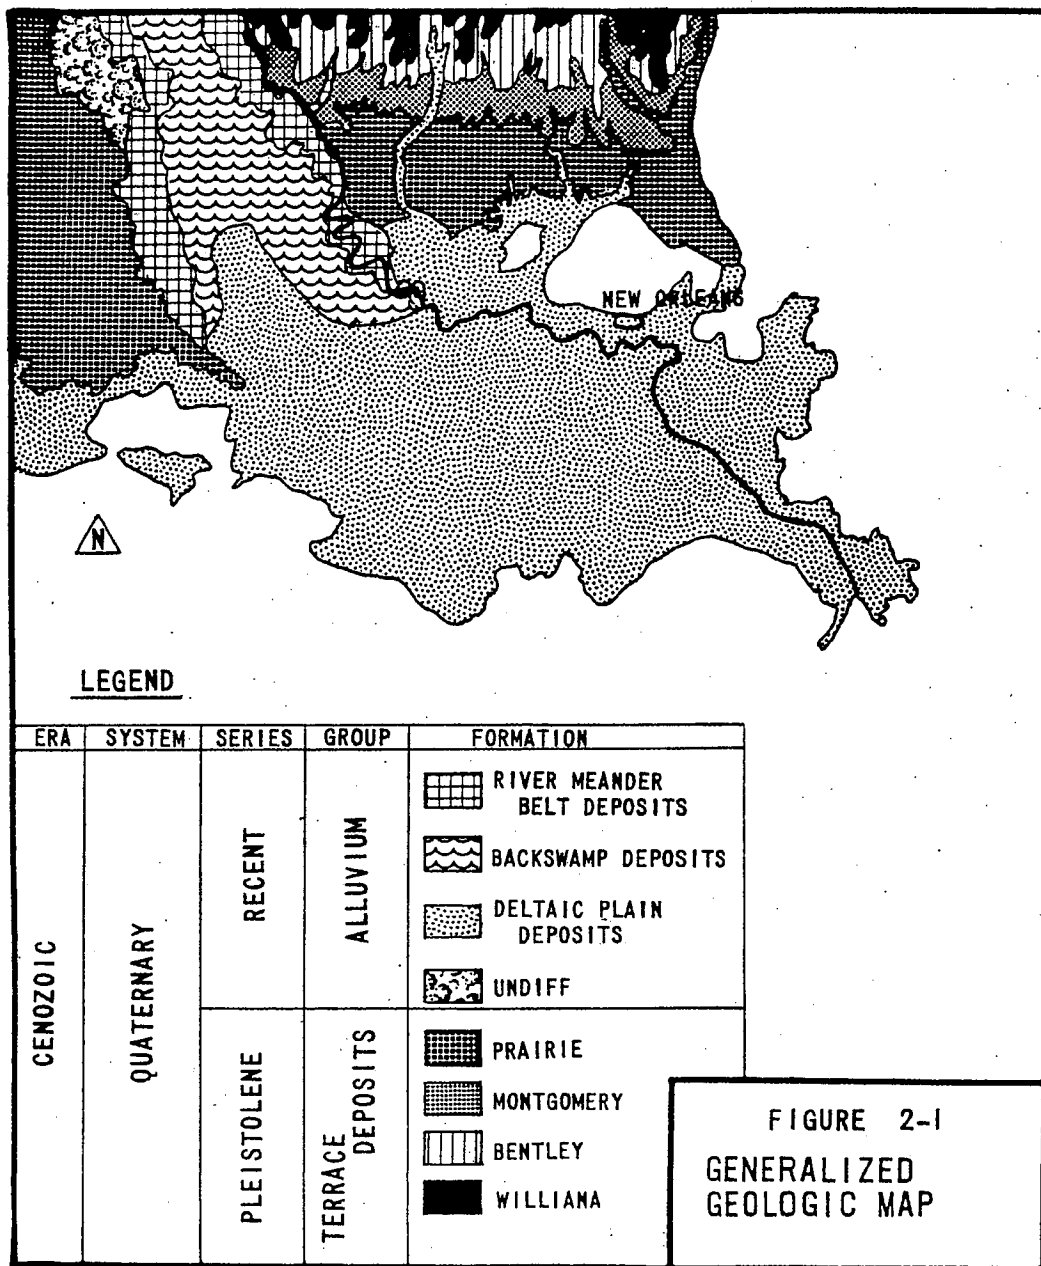 NEW ORLEANS
N
LEGEND
ERA SYSTEM SERIES GROUP FORMATION
CENOZOIC
QUATERNARY
RECENT
ALLUVIUM
RIVER MEANDER
BELT DEPOSITS
BACKSWAMP DEPOSITS
DELTAIC PLAIN
DEPOSITS
UNDIFF
PLEISTOLENE
TERRACE
DEPOSITS
PRAIRIE
MONTGOMERY
BENTLEY
WILLIANA
FIGURE 2-1
GENERALIZED
GEOLOGIC MAP